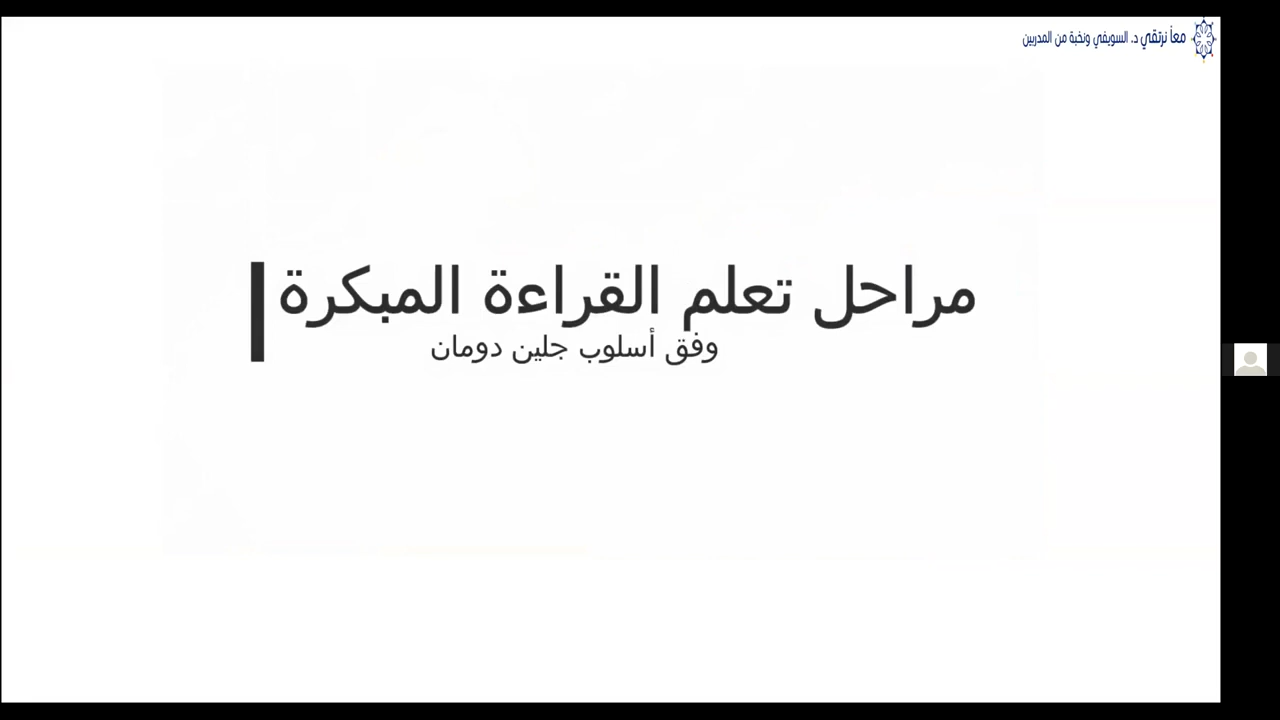 معاً نرتقي د. السويفي ونخبة من المدربين
مراحل تعلم القراءة المبكرة
وفق أسلوب جلين دومان